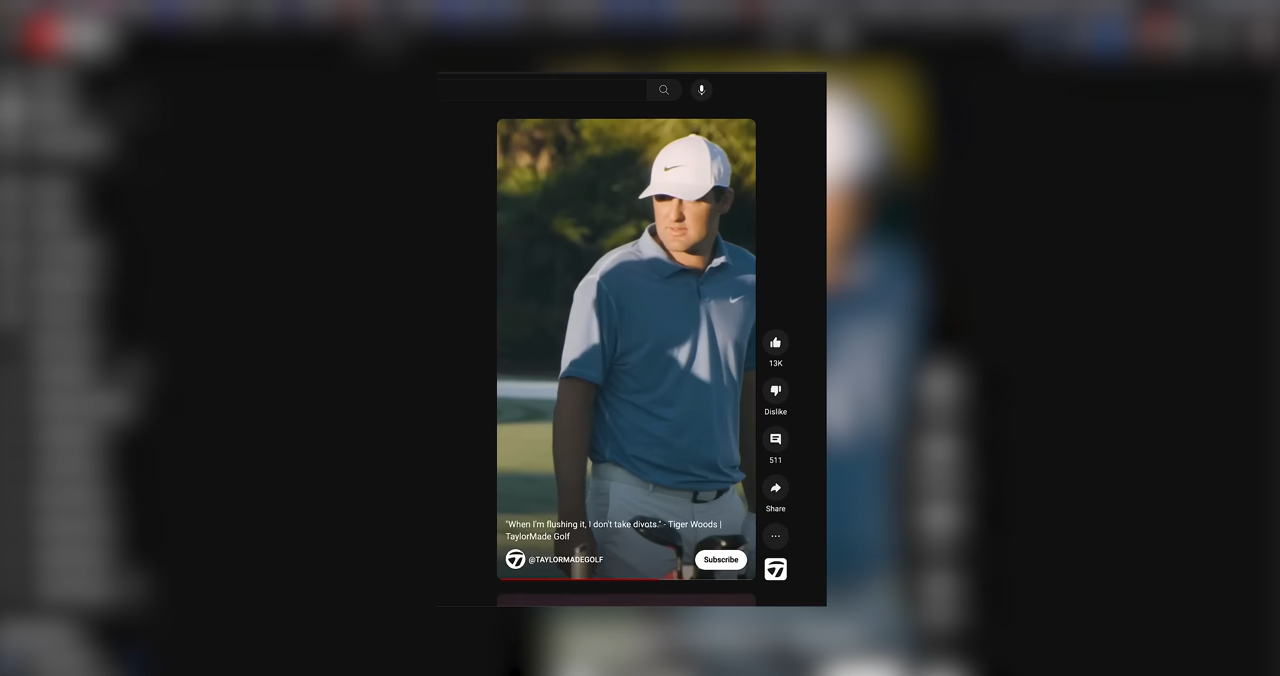 13K
Dislike
511
Share
"When I'm flushing it, I don't take divots." - Tiger Woods |
TaylorMade Golf
@TAYLORMADEGOLF
Subscribe